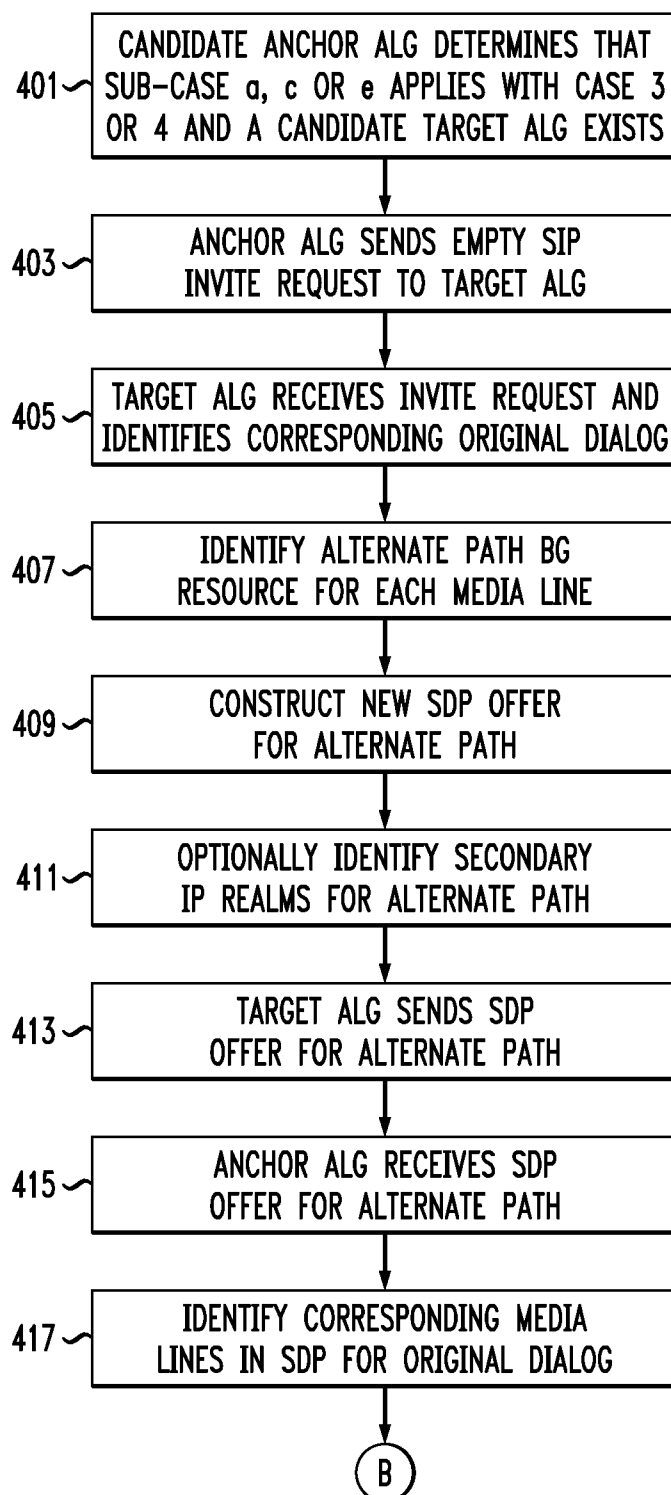 401
CANDIDATE ANCHOR ALG DETERMINES THAT
SUB-CASE a, c OR e APPLIES WITH CASE 3
OR 4 AND A CANDIDATE TARGET ALG EXISTS
403
ANCHOR ALG SENDS EMPTY SIP
INVITE REQUEST TO TARGET ALG
405
TARGET ALG RECEIVES INVITE REQUEST AND
IDENTIFIES CORRESPONDING ORIGINAL DIALOG
407
IDENTIFY ALTERNATE PATH BG
RESOURCE FOR EACH MEDIA LINE
409
CONSTRUCT NEW SDP OFFER
FOR ALTERNATE PATH
411
OPTIONALLY IDENTIFY SECONDARY
IP REALMS FOR ALTERNATE PATH
413
TARGET ALG SENDS SDP
OFFER FOR ALTERNATE PATH
415
ANCHOR ALG RECEIVES SDP
OFFER FOR ALTERNATE PATH
417
IDENTIFY CORRESPONDING MEDIA
LINES IN SDP FOR ORIGINAL DIALOG
B